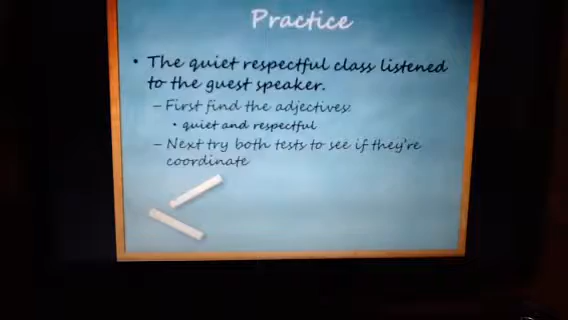 Practice
• The quiet respectful class listened
to the guest speaker.
– First find the adjectives:
• quiet and respectful
– Next try both tests to see if they're
coordinate